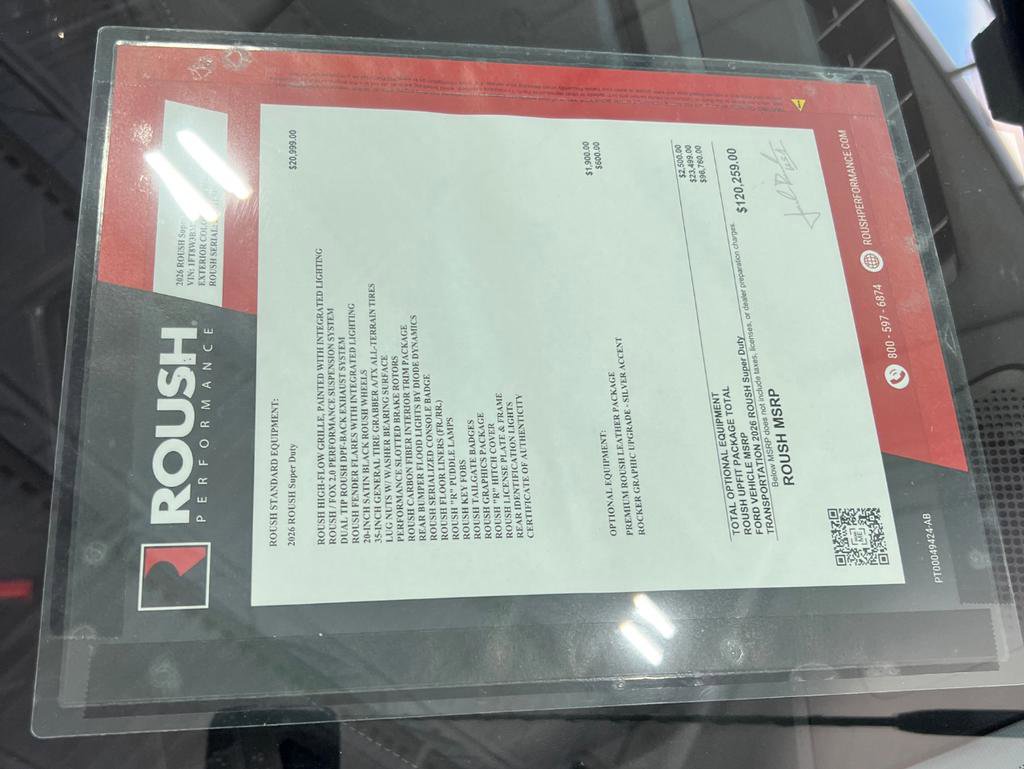 ROUSH
PERFORMANCE
2026 ROUSH
VIN:
EXTERIOR
ROUSH SERIAL:
ROUSH STANDARD EQUIPMENT:
2026 ROUSH Super Duty $20,999.00
ROUSH HIGH-FLOW GRILLE, PAINTED WITH INTEGRATED LIGHTING
ROUSH / FOX 2.0 PERFORMANCE SUSPENSION SYSTEM
DUAL TIP ROUSH DPF-BACK EXHAUST SYSTEM
ROUSH FENDER FLARES WITH INTEGRATED LIGHTING
20-INCH SATIN BLACK ROUSH WHEELS
35-INCH GENERAL TIRE GRABBER A/TX ALL-TERRAIN TIRES
LUG NUTS W/WASHER BEARING SURFACE
PERFORMANCE SLOTTED BRAKE ROTORS
ROUSH CARBON FIBER INTERIOR TRIM PACKAGE
REAR BUMPER FLOOD LIGHTS BY DIODE DYNAMICS
ROUSH SERIALIZED CONSOLE BADGE
ROUSH FLOOR LINERS (FR./RR.)
ROUSH "R" PUDDLE LAMPS
ROUSH KEY FOBS
ROUSH TAILGATE BADGES
ROUSH GRAPHICS PACKAGE
ROUSH "R" HITCH COVER
ROUSH LICENSE PLATE & FRAME
REAR IDENTIFICATION LIGHTS
CERTIFICATE OF AUTHENTICITY
OPTIONAL EQUIPMENT:
PREMIUM ROUSH LEATHER PACKAGE $1,900.00
ROCKER GRAPHIC UPGRADE - SILVER ACCENT $600.00
TOTAL OPTIONAL EQUIPMENT $2,500.00
ROUSH UPFIT PACKAGE TOTAL $23,499.00
FORD VEHICLE MSRP $96,760.00
TRANSPORTATION 2026 ROUSH Super Duty
Below MSRP does not include taxes, licenses, or dealer preparation charges.
ROUSH MSRP $120,259.00
800-597-6874 ROUSHPERFORMANCE.COM
PT00049424-AB